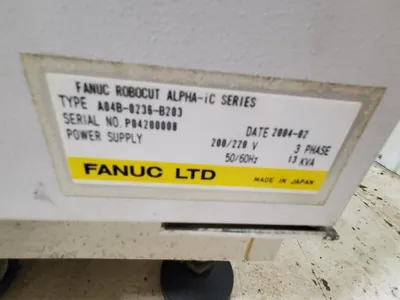 FANUC ROBOCUT ALPHA-iC SERIES
TYPE A04B-0236-B203
SERIAL NO. P04200008 DATE 2004-02
POWER SUPPLY 200/220 V 3 PHASE
50/60Hz 13 KVA
FANUC LTD MADE IN JAPAN